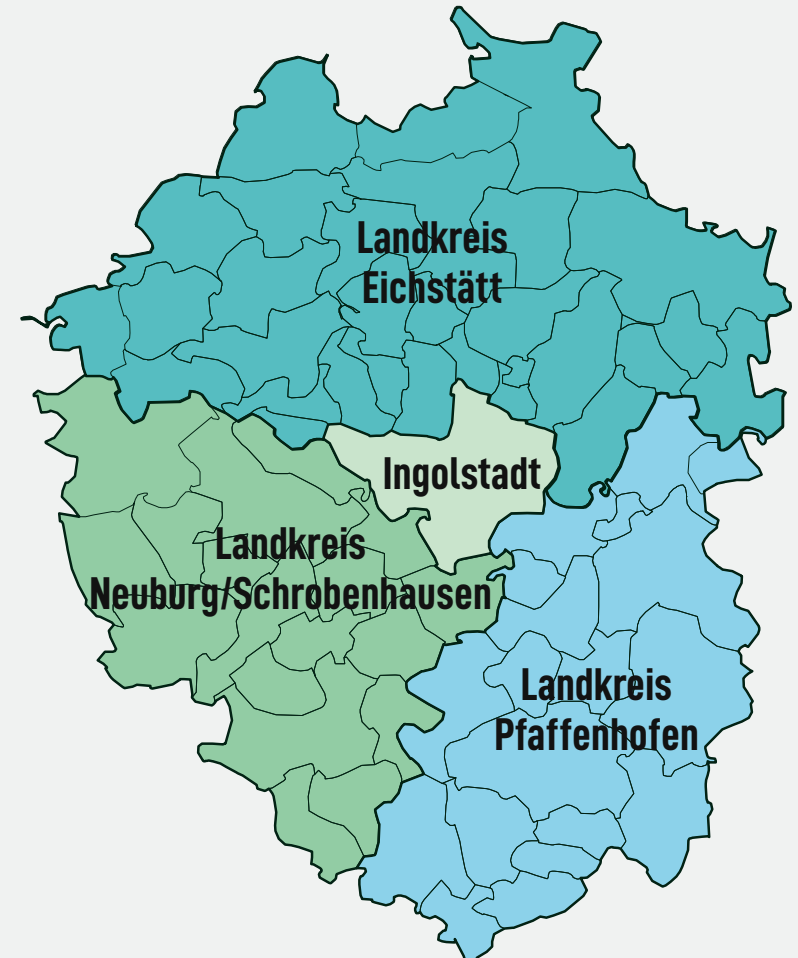 Landkreis
Eichstätt
Ingolstadt
Landkreis
Neuburg/Schrobenhausen
Landkreis
Pfaffenhofen